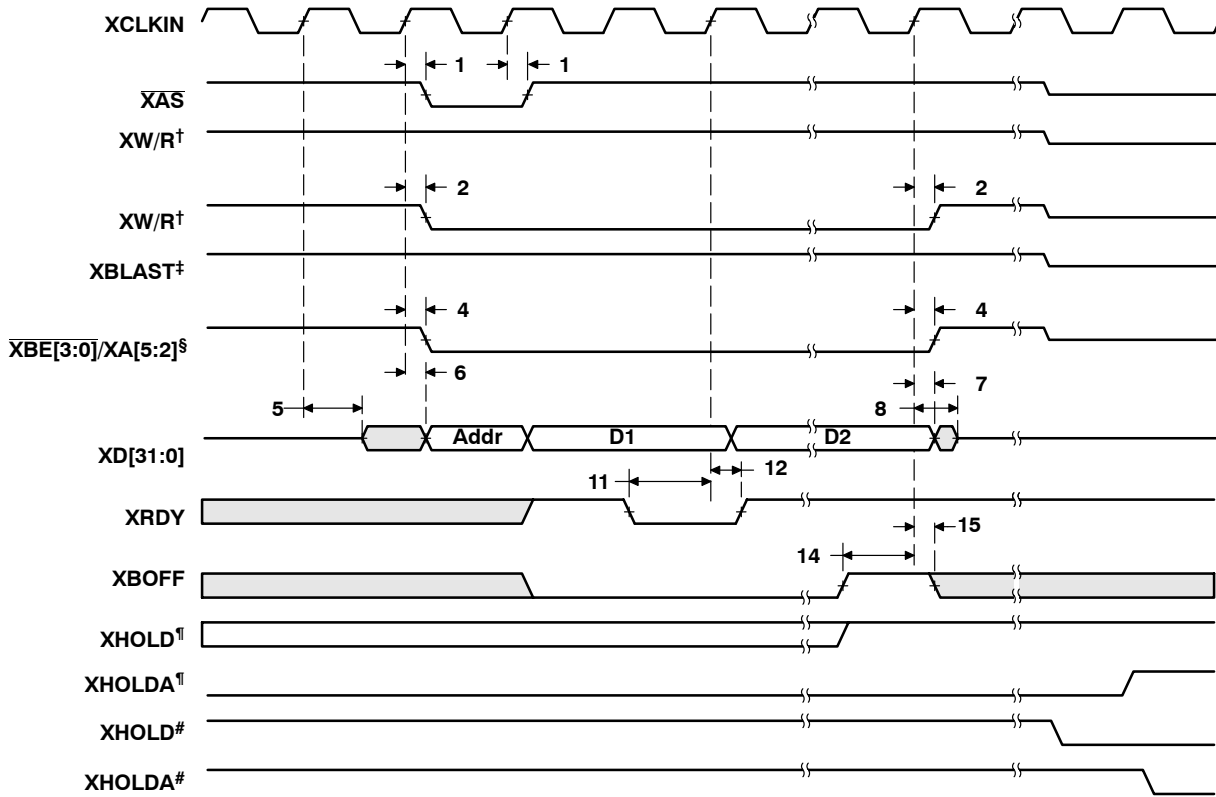 XCLKIN
1 1
XAS
XW/R†
2 2
XW/R†
XBLAST‡
4 4
XBE[3:0]/XA[5:2]§
6 7
5 8
Addr D1 D2
XD[31:0]
12
11
XRDY
15
14
XBOFF
XHOLD¶
XHOLDA¶
XHOLD#
XHOLDA#